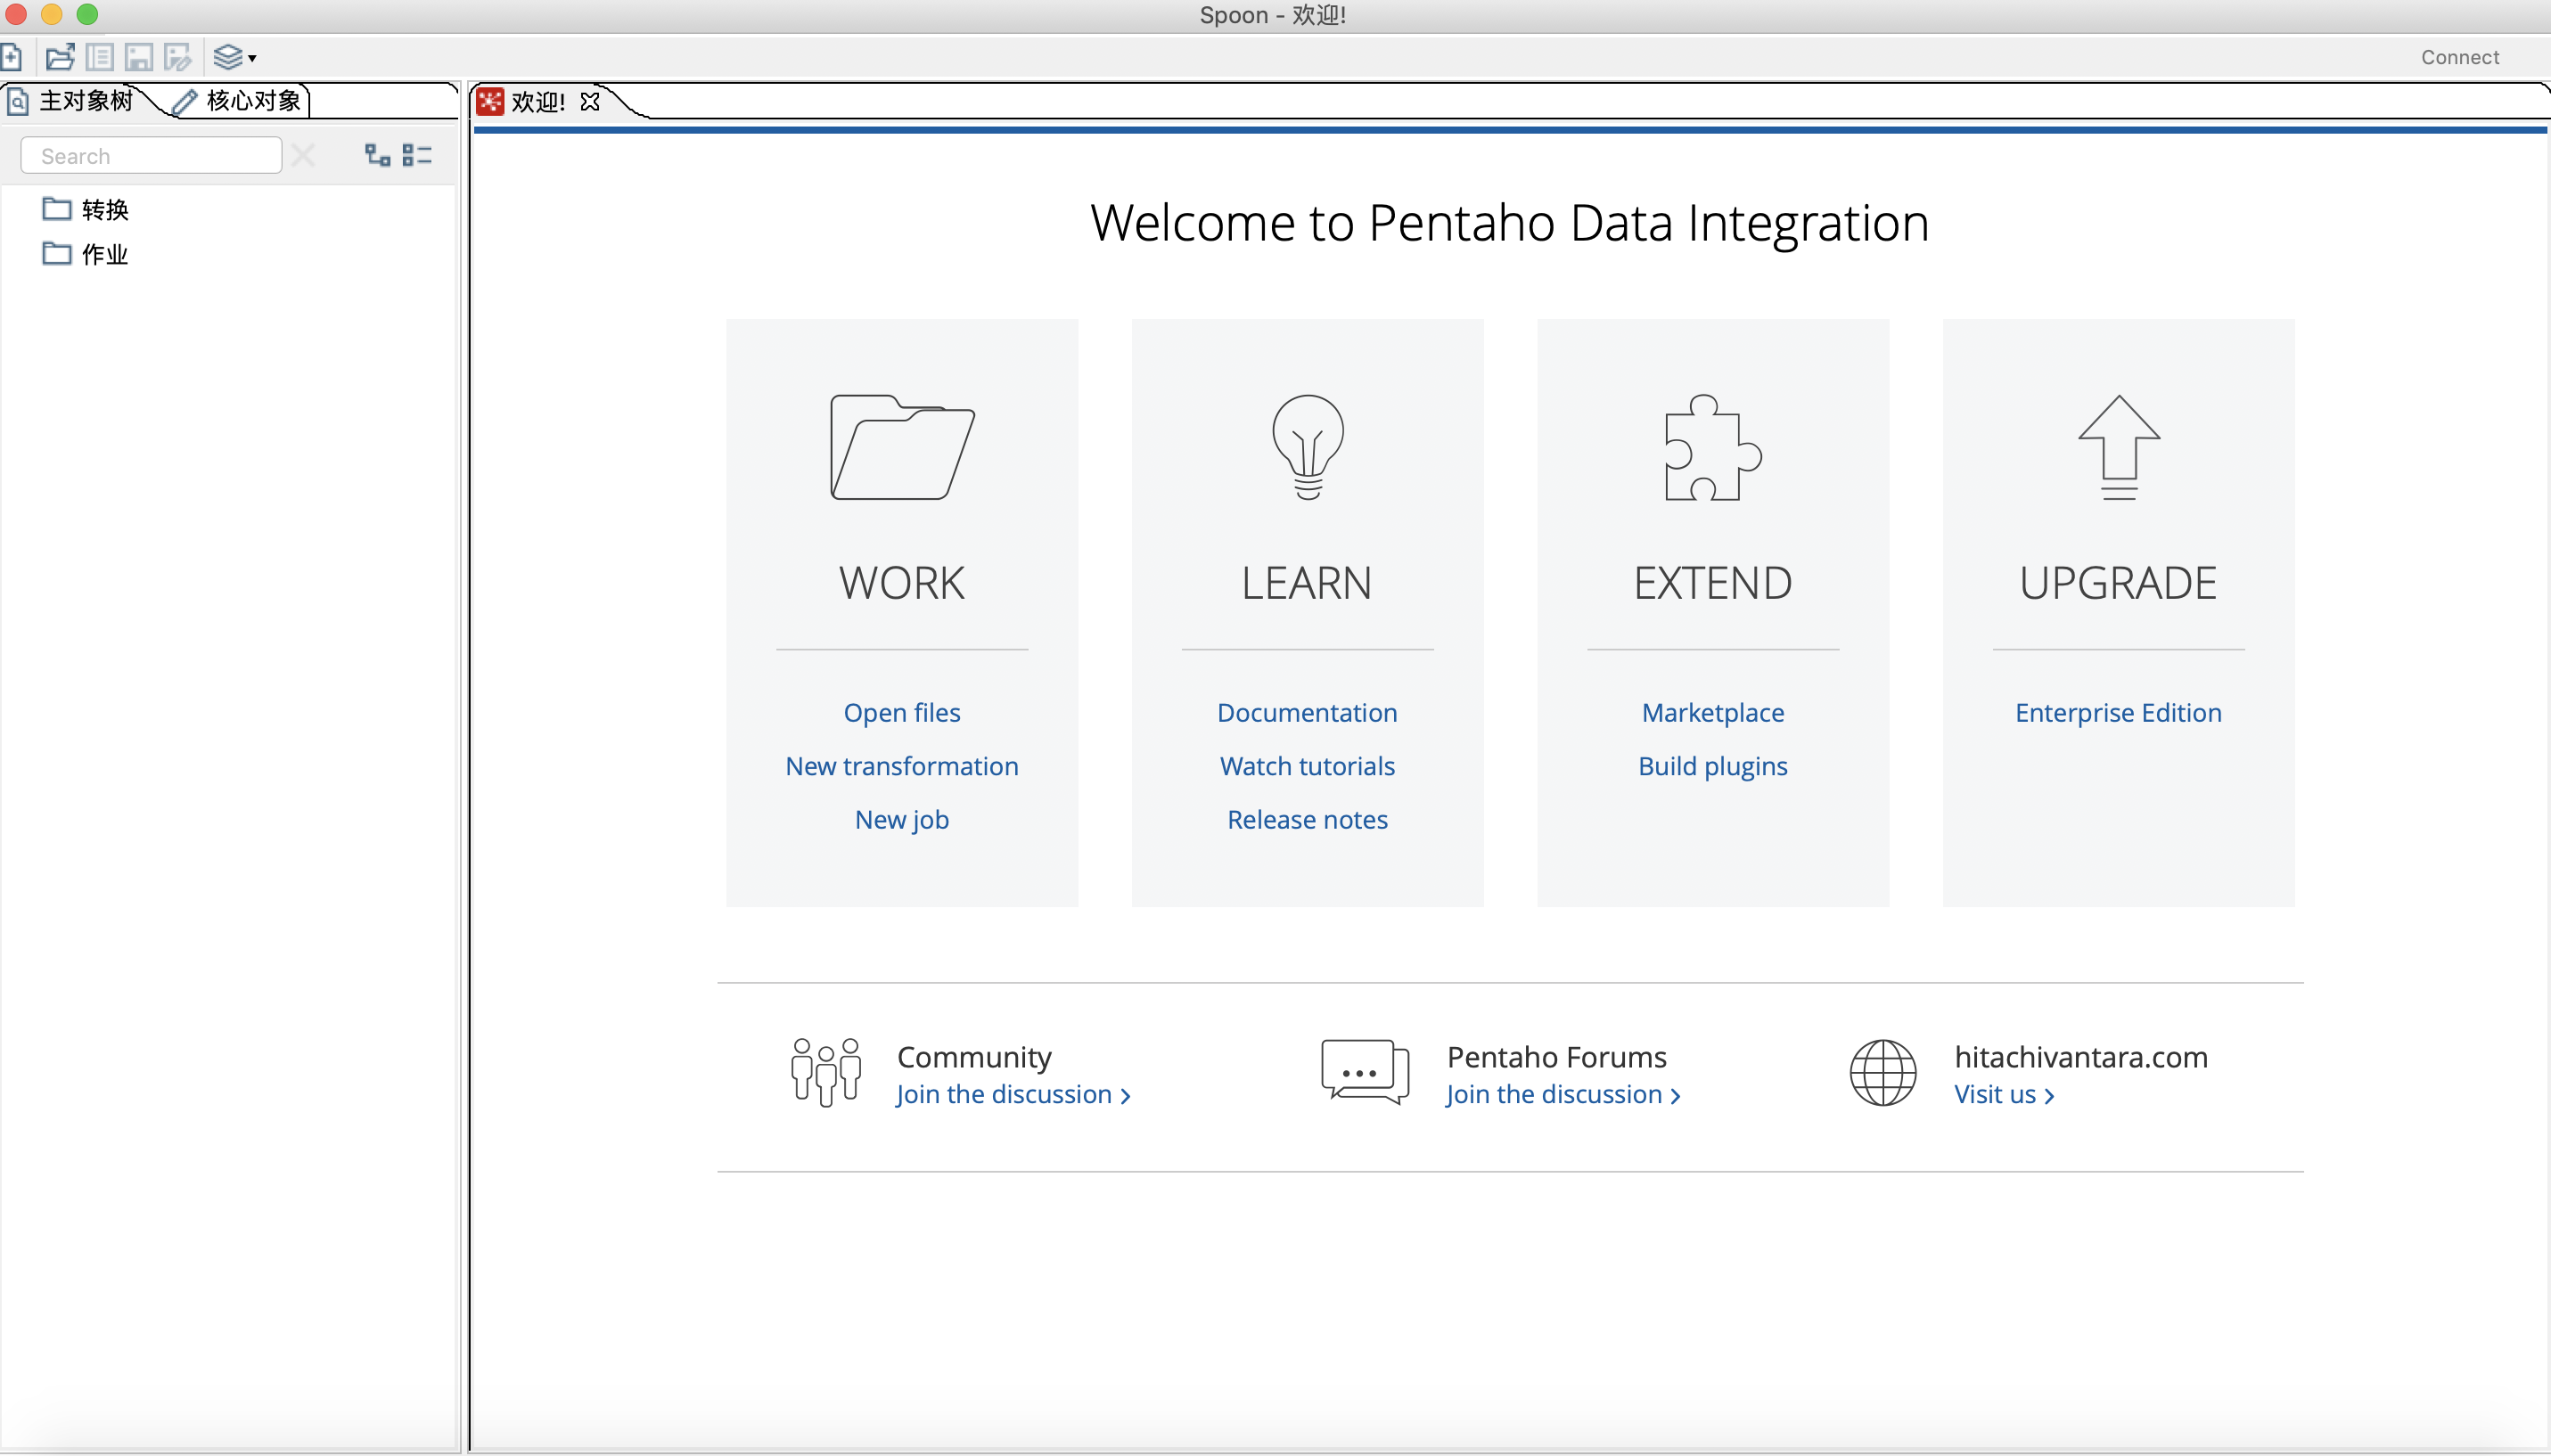 Spoon - 欢迎!
Connect
主对象树
核心对象
欢迎!
Search
转换
作业
Welcome to Pentaho Data Integration
WORK
Open files
New transformation
New job
LEARN
Documentation
Watch tutorials
Release notes
EXTEND
Marketplace
Build plugins
UPGRADE
Enterprise Edition
Community
Join the discussion ›
Pentaho Forums
Join the discussion ›
hitachivantara.com
Visit us ›